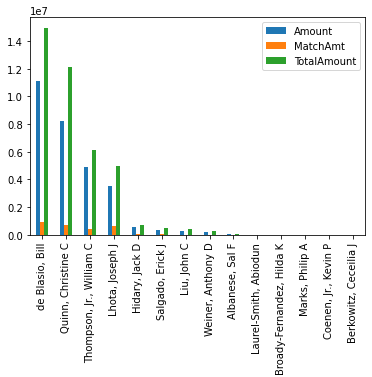 1e7
Amount
MatchAmt
TotalAmount
1.4
1.2
1.0
0.8
0.6
0.4
0.2
0.0
de Blasio, Bill
Quinn, Christine C
Thompson, Jr., William C
Lhota, Joseph J
Hidary, Jack D
Salgado, Erick J
Liu, John C
Weiner, Anthony D
Albanese, Sal F
Laurel-Smith, Abiodun
Broady-Fernandez, Hilda K
Marks, Philip A
Coenen, Jr., Kevin P
Berkowitz, Ceceilia J